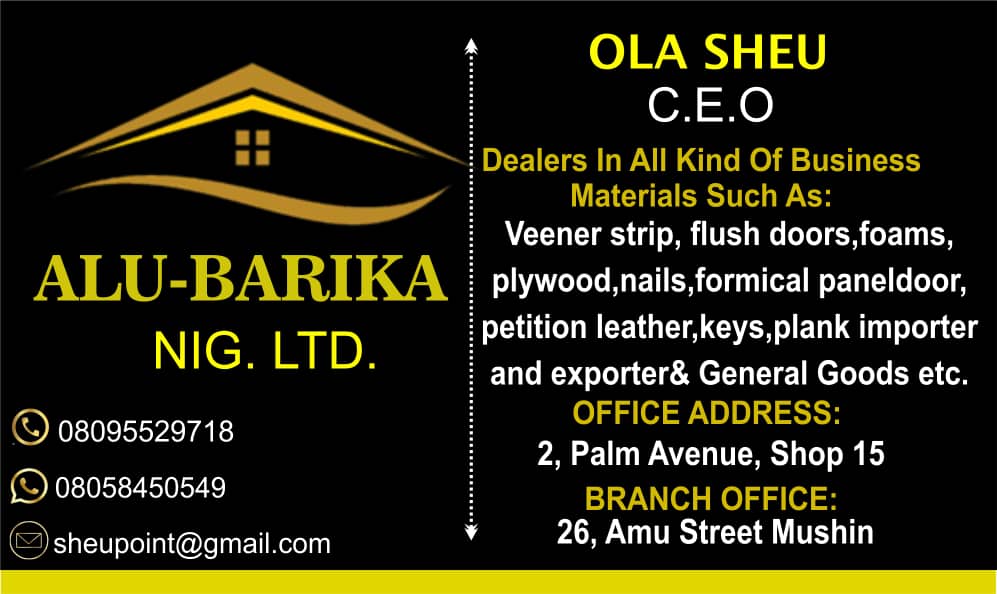 ALU-BARIKA
NIG. LTD.
08095529718
08058450549
sheupoint@gmail.com
OLA SHEU
C.E.O
Dealers In All Kind Of Business
Materials Such As:
Veener strip, flush doors,foams,
plywood,nails,formical paneldoor,
petition leather,keys,plank importer
and exporter& General Goods etc.
OFFICE ADDRESS:
2, Palm Avenue, Shop 15
BRANCH OFFICE:
26, Amu Street Mushin